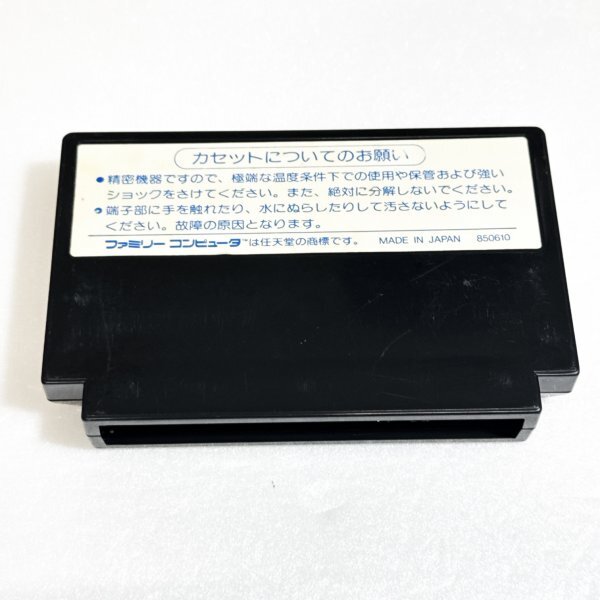 カセットについてのお願い
●精密機器ですので、極端な温度条件下での使用や保管および強い
ショックをさけてください。また、絶対に分解しないでください。
●端子部に手を触れたり、水にぬらしたりして汚さないようにして
ください。故障の原因となります。
ファミリー コンピュータ™は任天堂の商標です。 MADE IN JAPAN 850610